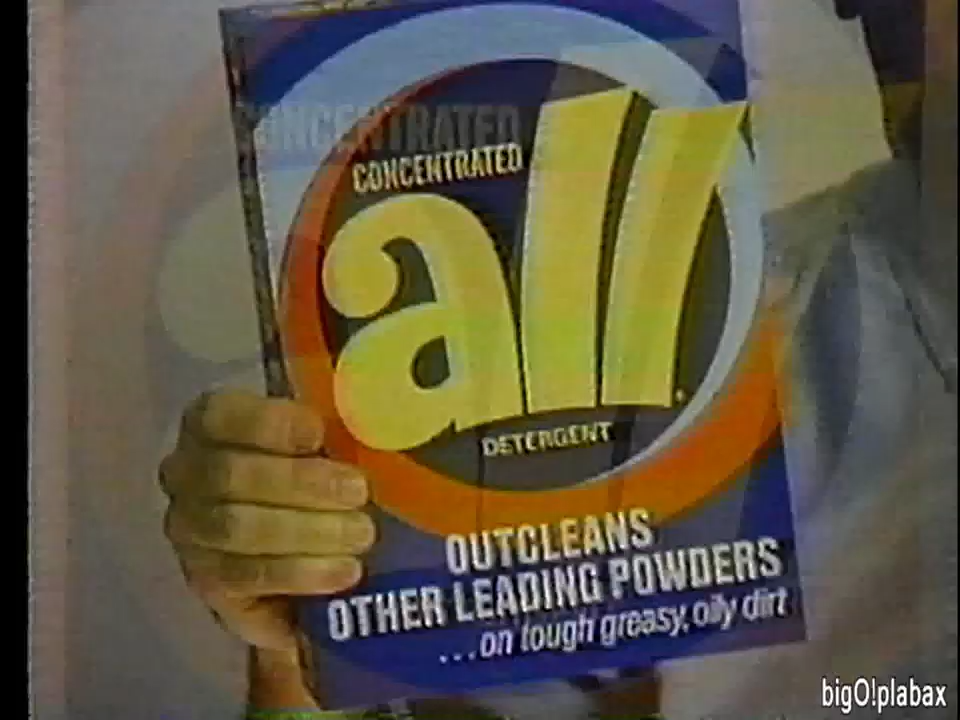 CONCENTRATED
CONCENTRATED
all
DETERGENT
OUTCLEANS
OTHER LEADING POWDERS
...on tough greasy, oily dirt
bigO!plabax